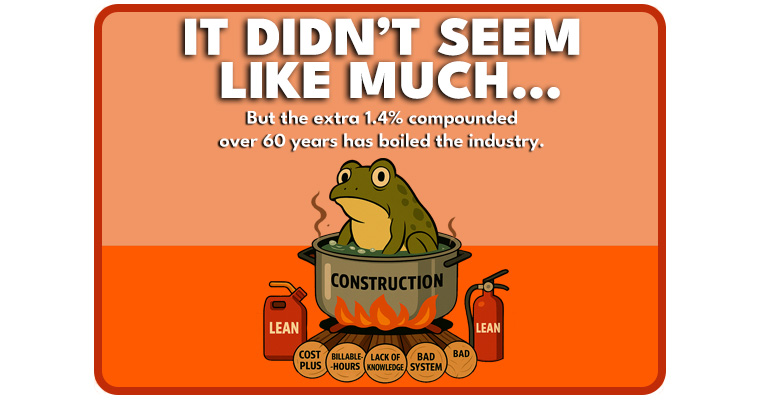 IT DIDN'T SEEM
LIKE MUCH...
But the extra 1.4% compounded
over 60 years has boiled the industry.
CONSTRUCTION
LEAN
LEAN
COST
PLUS
BILLABLE-
-HOURS
LACK OF
KNOWLEDGE
BAD
SYSTEM
BAD